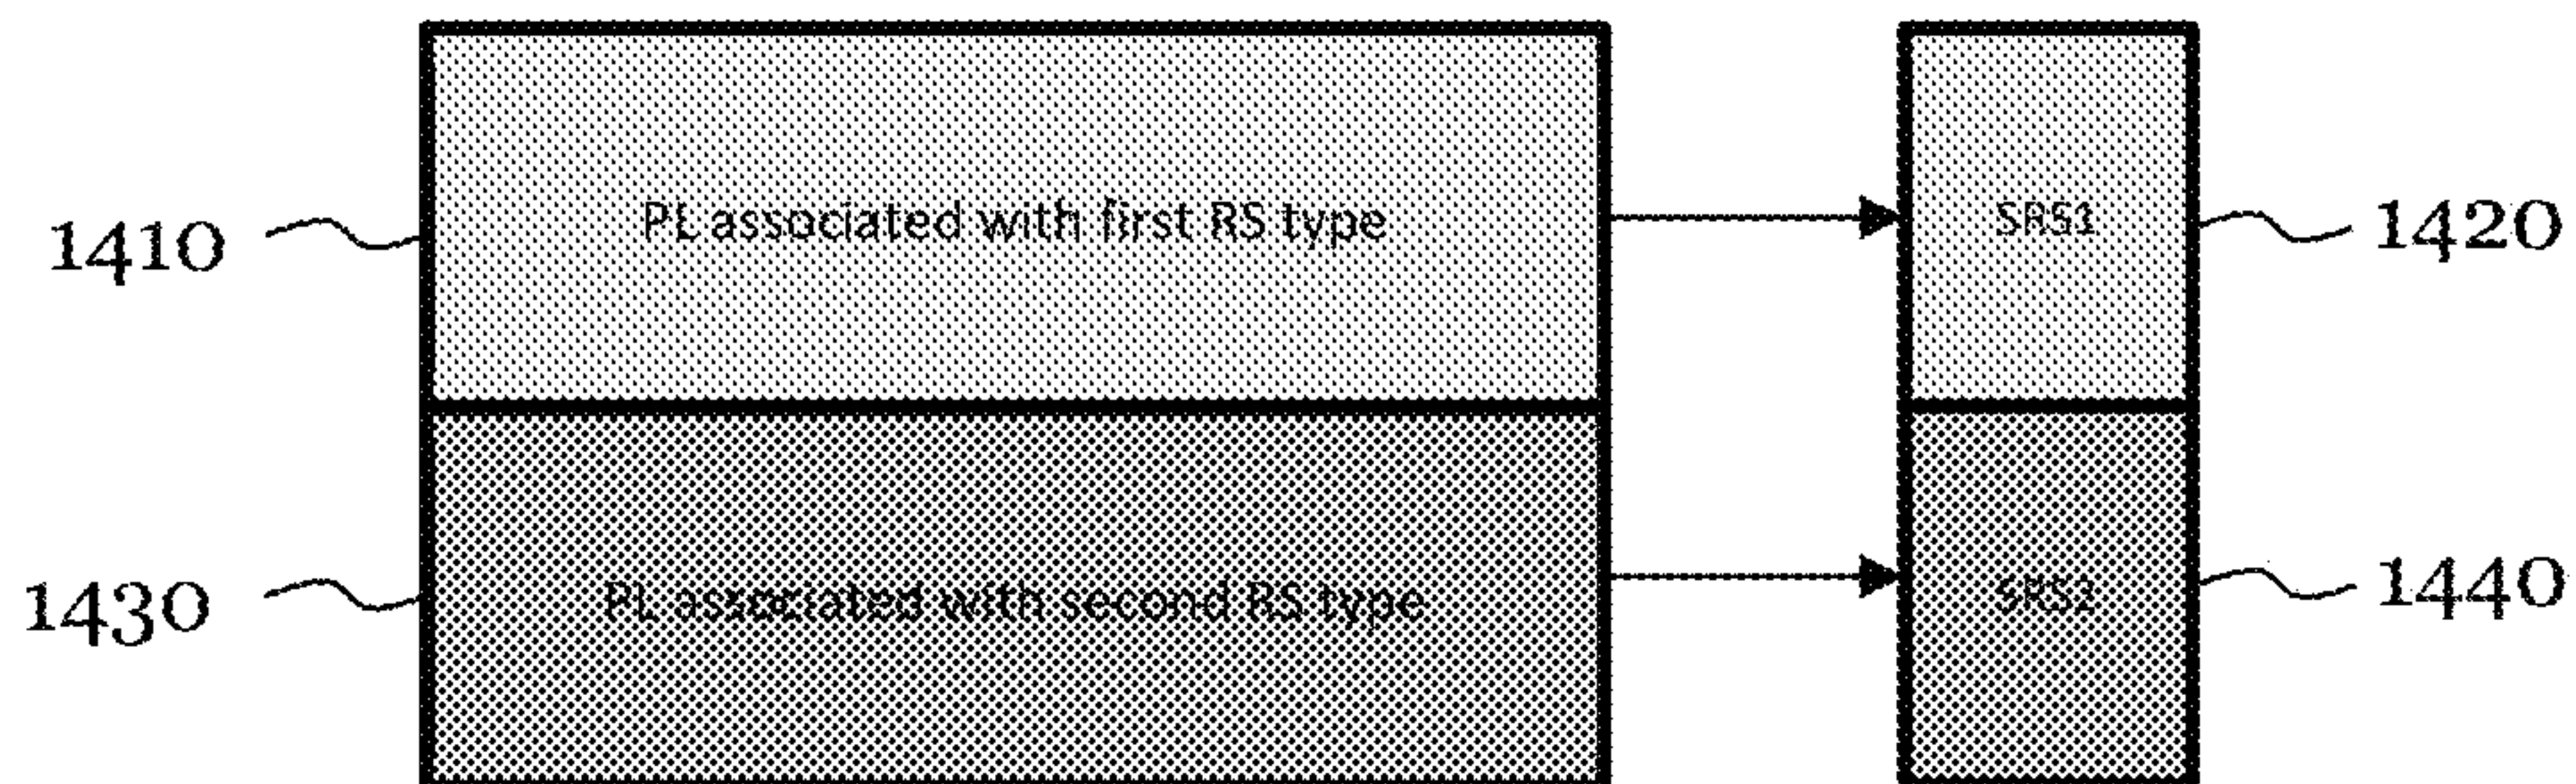 1410 PL associated with first RS type SRS1 1420
1430 PL associated with second RS type SRS2 1440